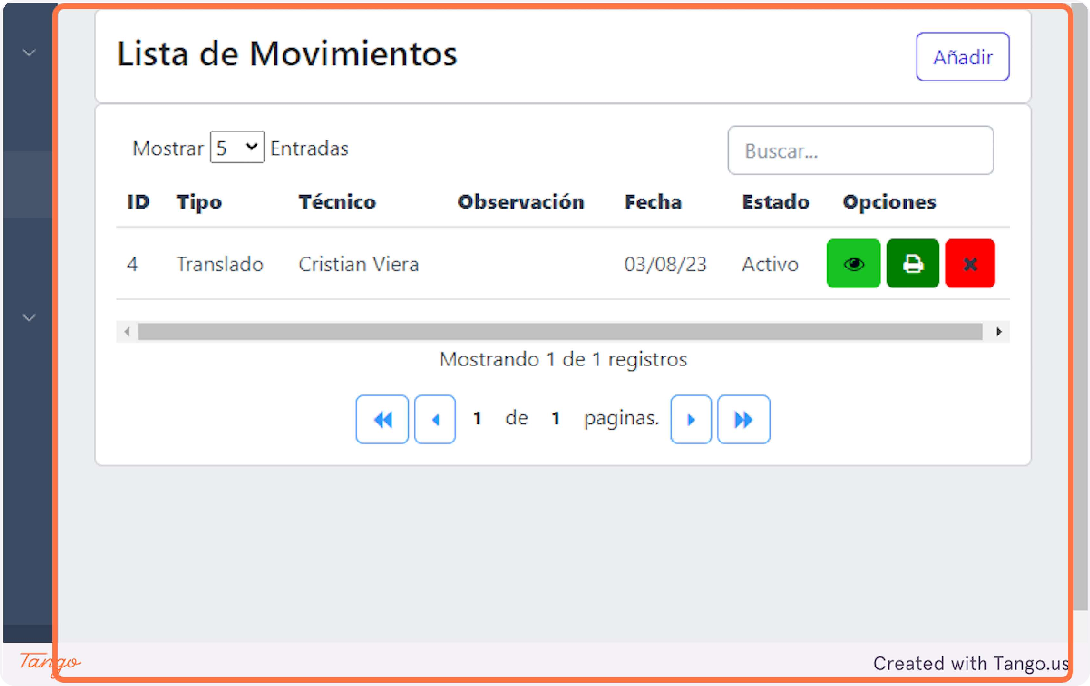 Lista de Movimientos
Añadir
Mostrar 5 Entradas
Buscar...
ID Tipo Técnico Observación Fecha Estado Opciones
4 Translado Cristian Viera 03/08/23 Activo
Mostrando 1 de 1 registros
1 de 1 paginas.
Tango
Created with Tango.us